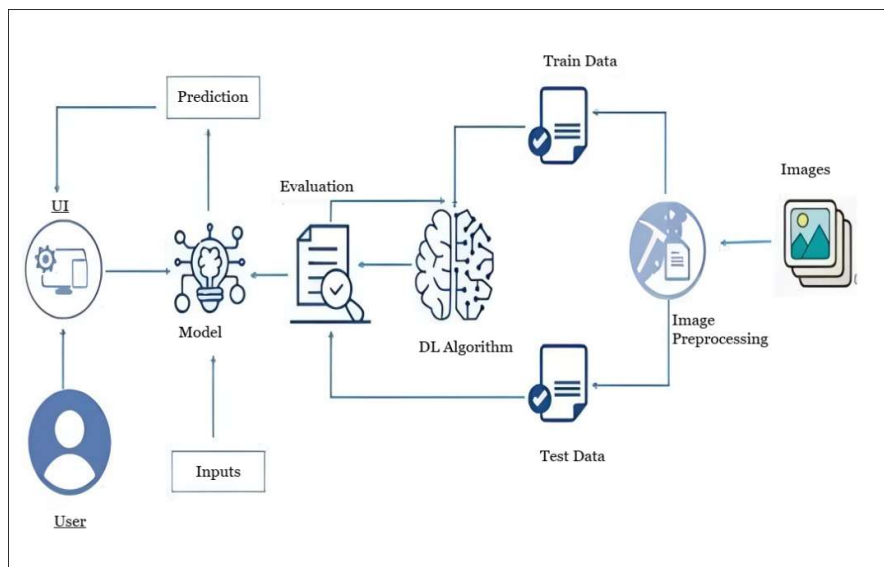 Train Data
Prediction
Images
Evaluation
UI
Model
Image
Preprocessing
DL Algorithm
Inputs
Test Data
User